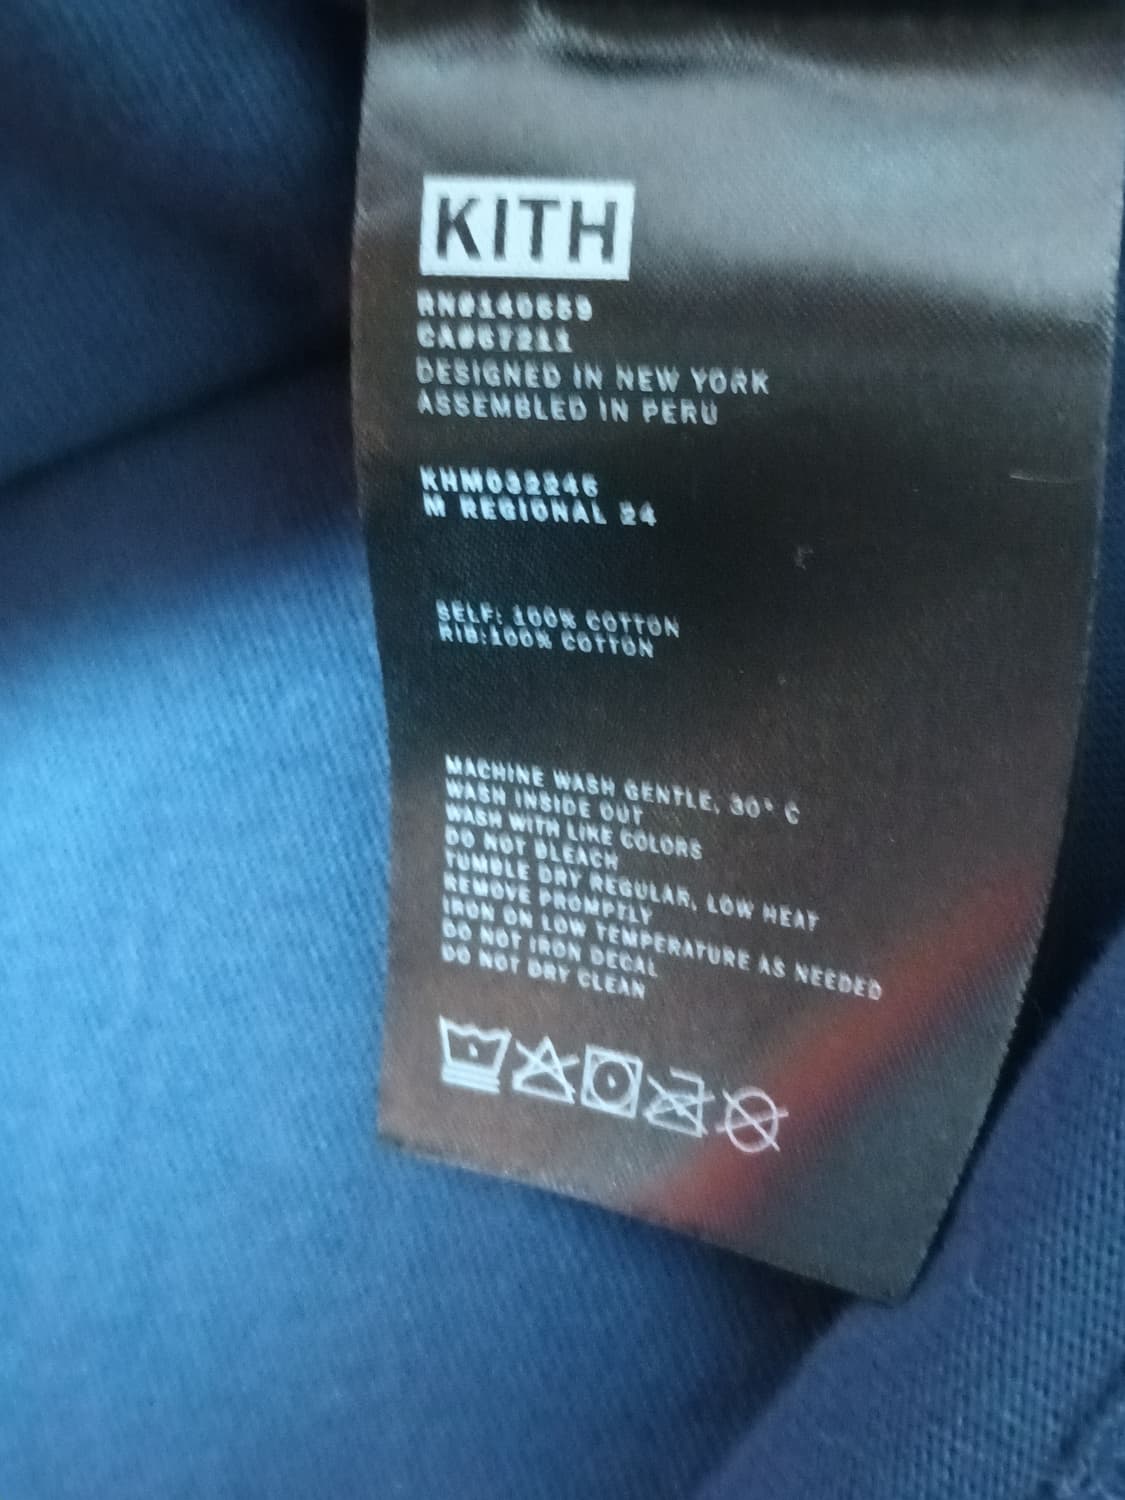 KITH
RN#140659
CA#57211
DESIGNED IN NEW YORK
ASSEMBLED IN PERU
KHM032246
M REGIONAL 24
SELF: 100% COTTON
RIB:100% COTTON
MACHINE WASH GENTLE, 30° C
WASH INSIDE OUT
WASH WITH LIKE COLORS
DO NOT BLEACH
TUMBLE DRY REGULAR, LOW HEAT
REMOVE PROMPTLY
IRON ON LOW TEMPERATURE AS NEEDED
DO NOT IRON DECAL
DO NOT DRY CLEAN